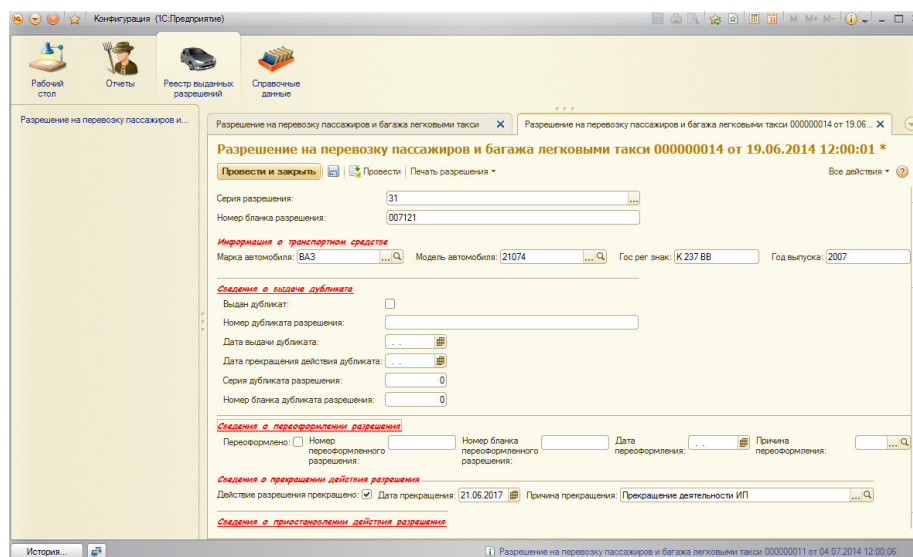 Конфигурация (1С:Предприятие)
M M+ M-
Рабочий стол
Отчеты
Реестр выданных разрешений
Справочные данные
Разрешение на перевозку пассажиров и...
Разрешение на перевозку пассажиров и багажа легковыми такси
Разрешение на перевозку пассажиров и багажа легковыми такси 000000014 от 19.06...
Разрешение на перевозку пассажиров и багажа легковыми такси 000000014 от 19.06.2014 12:00:01 *
Провести и закрыть Провести Печать разрешения Все действия
Серия разрешения: 31
Номер бланка разрешения: 007121
Информация о транспортном средстве
Марка автомобиля: ВАЗ Модель автомобиля: 21074 Гос рег знак: К 237 ВВ Год выпуска: 2007
Сведения о выдаче дубликата
Выдан дубликат:
Номер дубликата разрешения:
Дата выдачи дубликата: . .
Дата прекращения действия дубликата: . .
Серия дубликата разрешения: 0
Номер бланка дубликата разрешения: 0
Сведения о переоформлении разрешения
Переоформлено: Номер переоформленного разрешения: Номер бланка переоформленного разрешения: Дата переоформления: . . Причина переоформления:
Сведения о прекращении действия разрешения
Действие разрешения прекращено: Дата прекращения: 21.06.2017 Причина прекращения: Прекращение деятельности ИП
Сведения о приостановлении действия разрешения
История...
Разрешение на перевозку пассажиров и багажа легковыми такси 000000011 от 04.07.2014 12:00:06